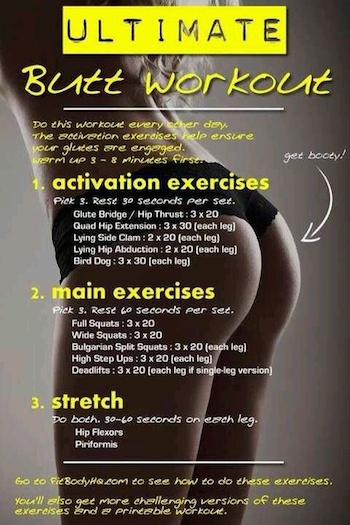 ULTIMATE
Butt workout
Do this workout every other day.
The activation exercises help ensure
your glutes are engaged.
Warm up 3 - 8 minutes first.
get booty!
1. activation exercises
Pick 3. Rest 30 seconds per set.
Glute Bridge / Hip Thrust : 3 x 20
Quad Hip Extension : 3 x 30 (each leg)
Lying Side Clam : 2 x 20 (each leg)
Lying Hip Abduction : 2 x 20 (each leg)
Bird Dog : 3 x 30 (each leg)
2. main exercises
Pick 3. Rest 60 seconds per set.
Full Squats : 3 x 20
Wide Squats : 3 x 20
Bulgarian Split Squats : 3 x 20 (each leg)
High Step Ups : 3 x 20 (each leg)
Deadlifts : 3 x 20 (each leg if single-leg version)
3. stretch
Do both. 30-60 seconds on each leg.
Hip Flexors
Piriformis
Go to FitBodyHQ.com to see how to do these exercises.
You'll also get more challenging versions of these
exercises and a printable workout.